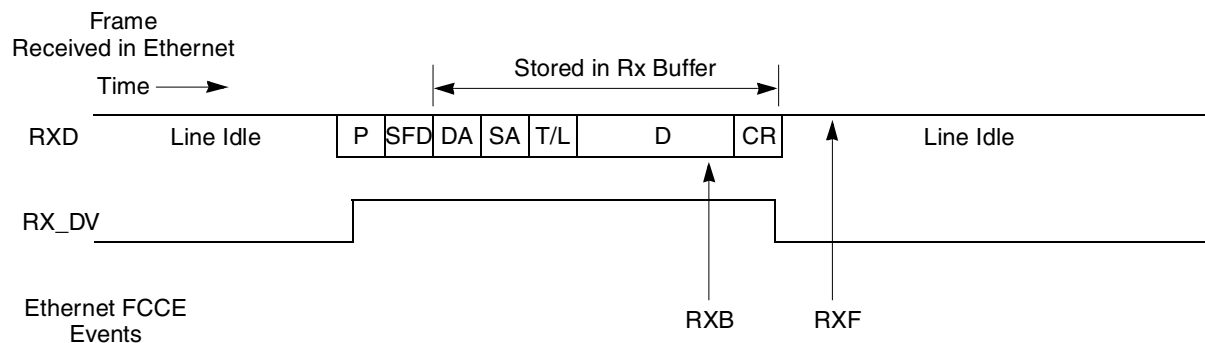 Frame
Received in Ethernet
Stored in Rx Buffer
Time
RXD
Line Idle
P
SFD
DA
SA
T/L
D
CR
Line Idle
RX_DV
Ethernet FCCE
Events
RXB
RXF